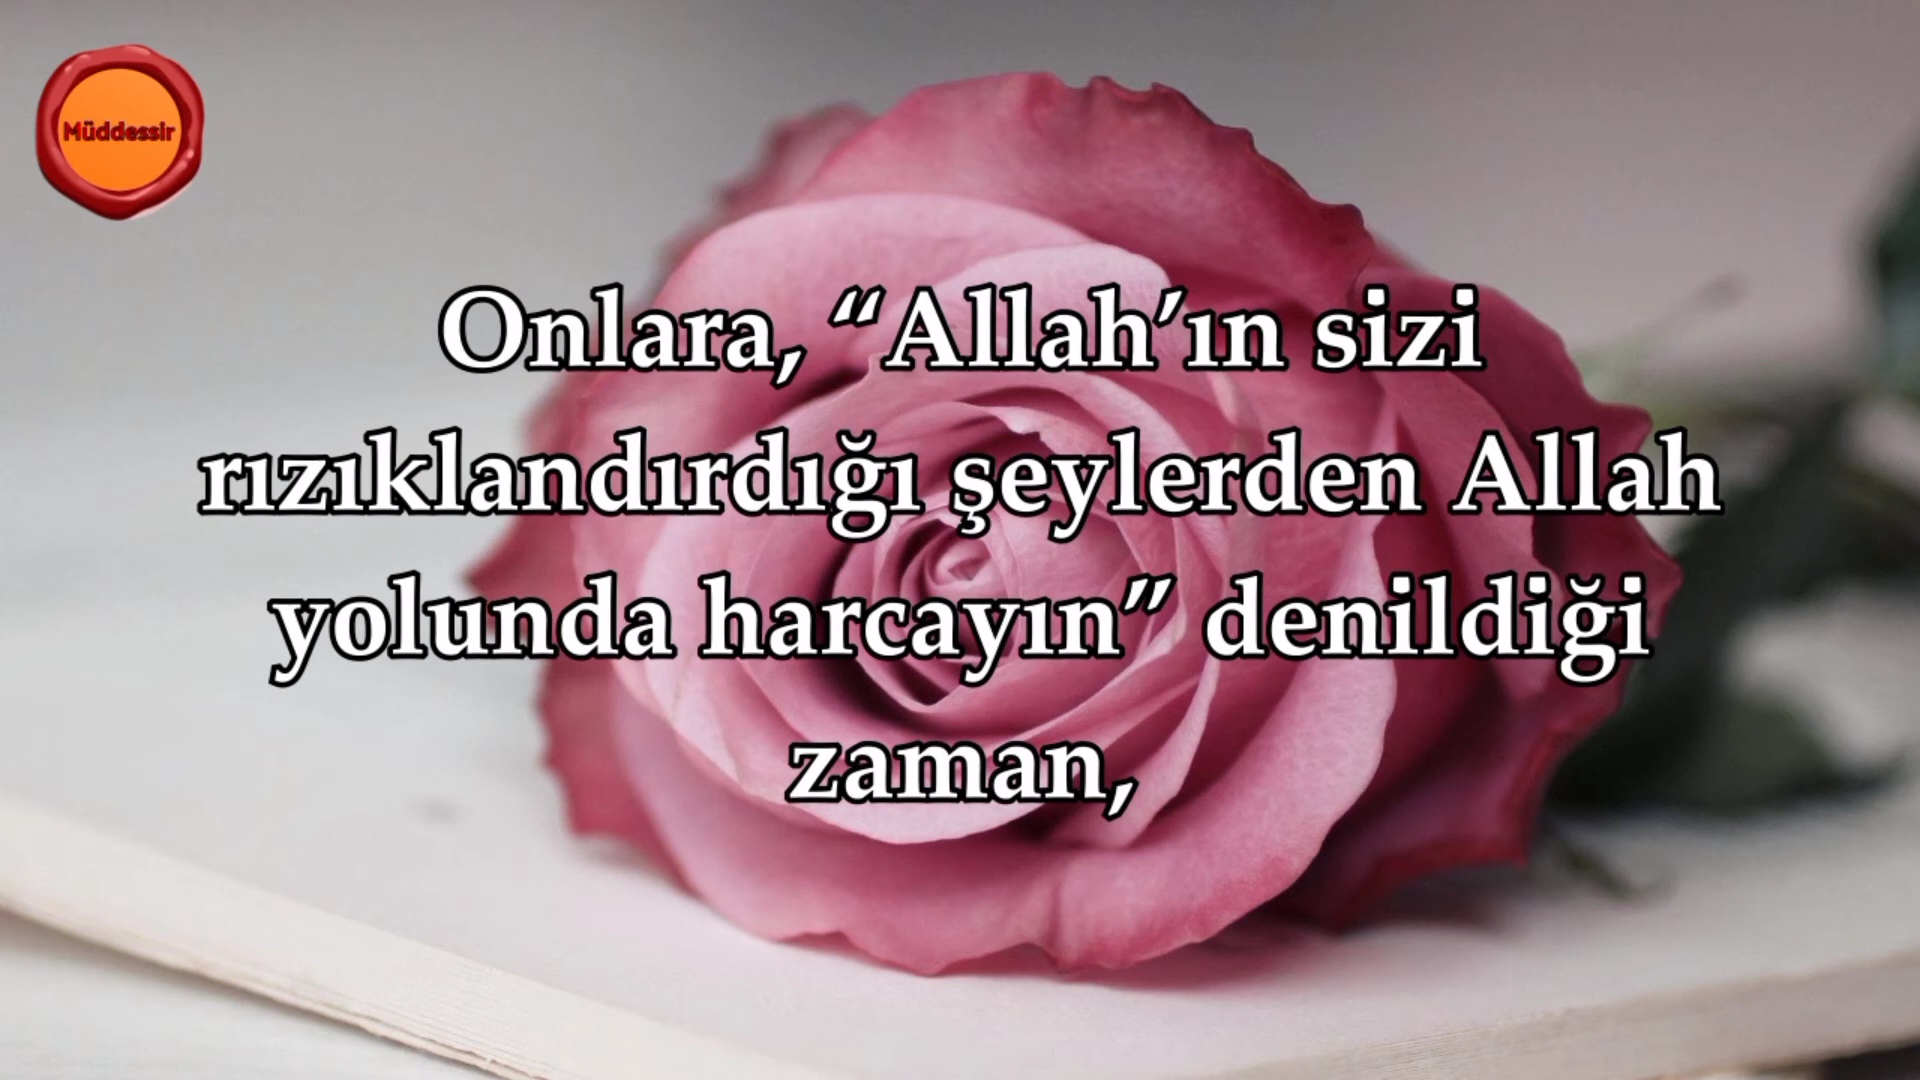 Müddessir
Onlara, “Allah’ın sizi
rızıklandırdığı şeylerden Allah
yolunda harcayın” denildiği
zaman,